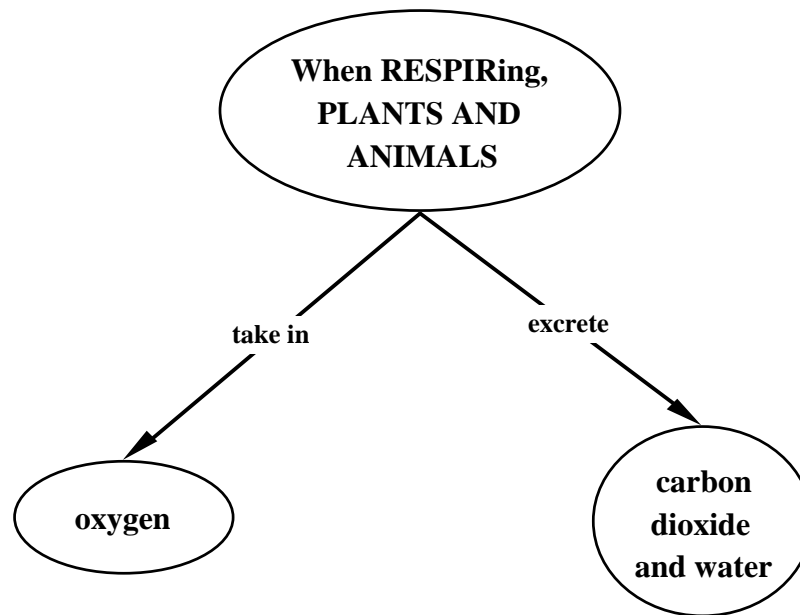 When RESPIRing,
PLANTS AND
ANIMALS
take in
excrete
oxygen
carbon
dioxide
and water